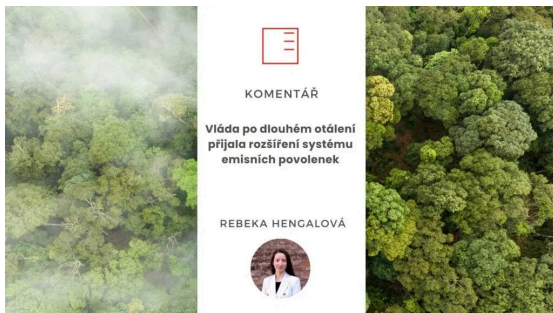 KOMENTÁŘ
Vláda po dlouhém otálení
přijala rozšíření systému
emisních povolenek
REBEKA HENGALOVÁ